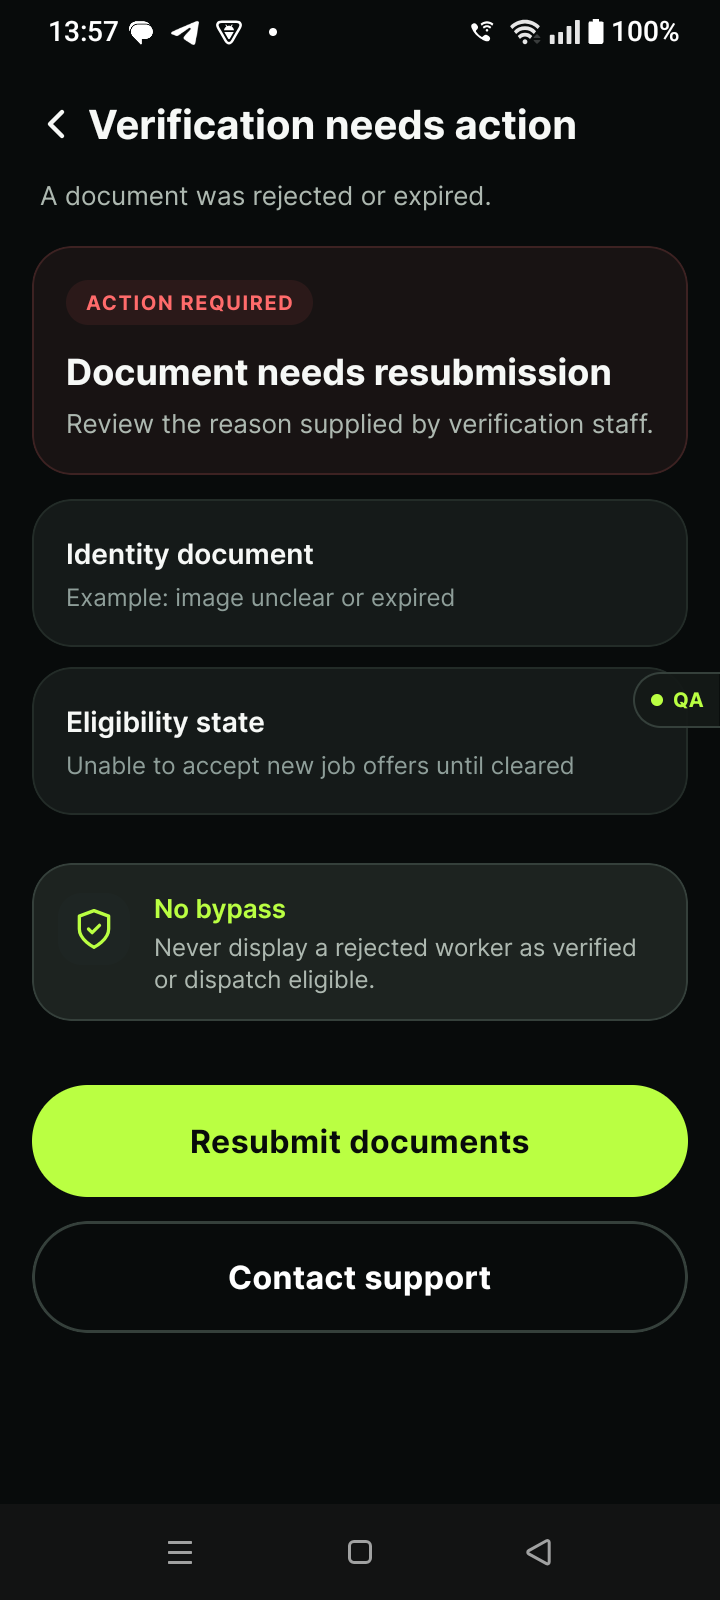 13:57
100%
Verification needs action
A document was rejected or expired.
ACTION REQUIRED
Document needs resubmission
Review the reason supplied by verification staff.
Identity document
Example: image unclear or expired
QA
Eligibility state
Unable to accept new job offers until cleared
No bypass
Never display a rejected worker as verified
or dispatch eligible.
Resubmit documents
Contact support